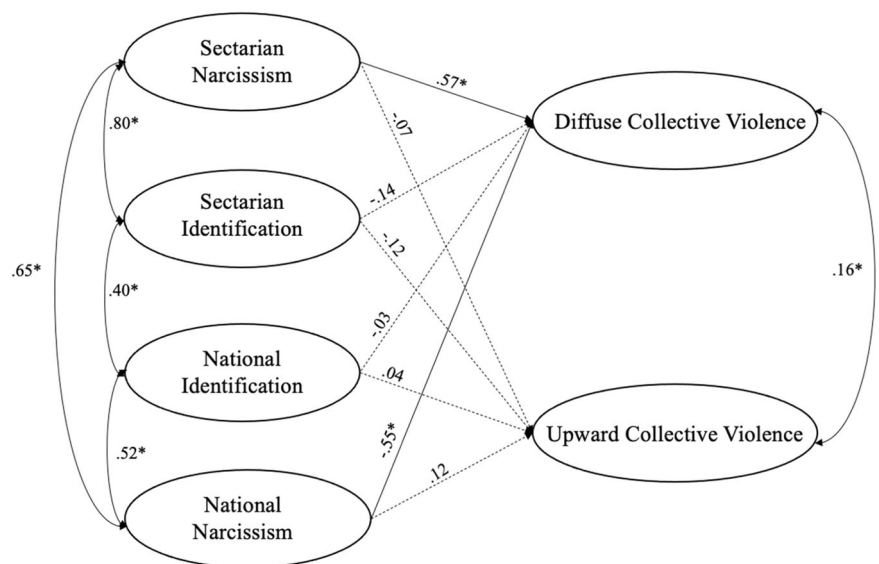 Sectarian
Narcissism
.57*
Diffuse Collective Violence
-.07
.80*
Sectarian
Identification
-.14
-.12
.65*
.40*
.16*
-.03
National
Identification
.04
-.55*
Upward Collective Violence
.52*
.12
National
Narcissism